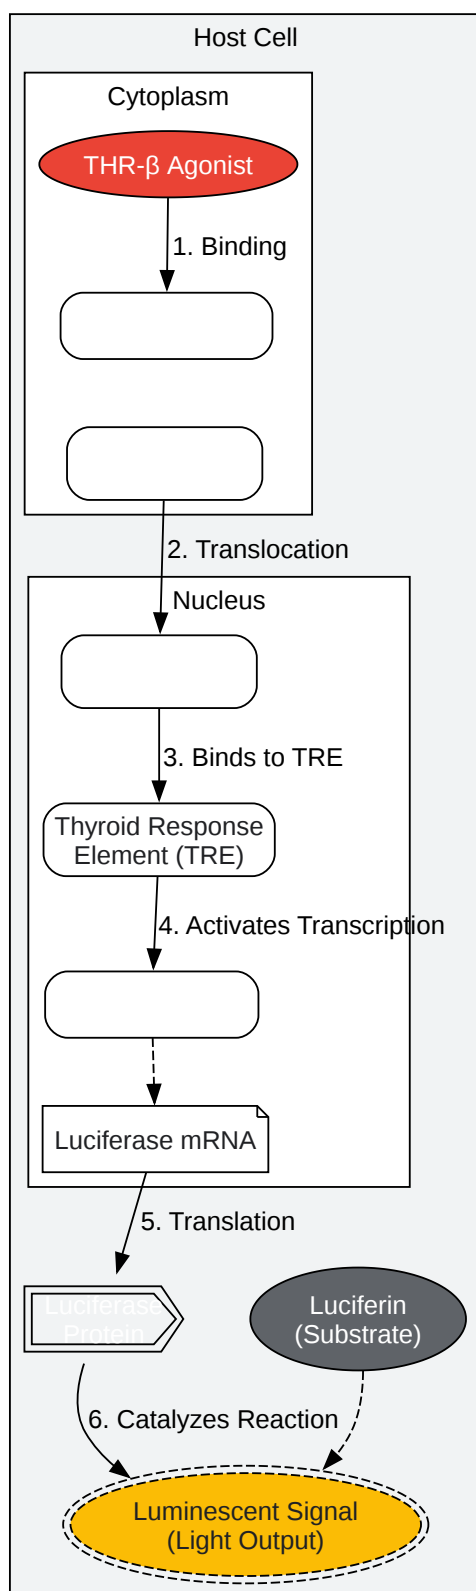 Host Cell
Cytoplasm
THR-β Agonist
1. Binding
2. Translocation
Nucleus
3. Binds to TRE
Thyroid Response
Element (TRE)
4. Activates Transcription
Luciferase mRNA
5. Translation
Luciferase
Protein
Luciferin
(Substrate)
6. Catalyzes Reaction
Luminescent Signal
(Light Output)